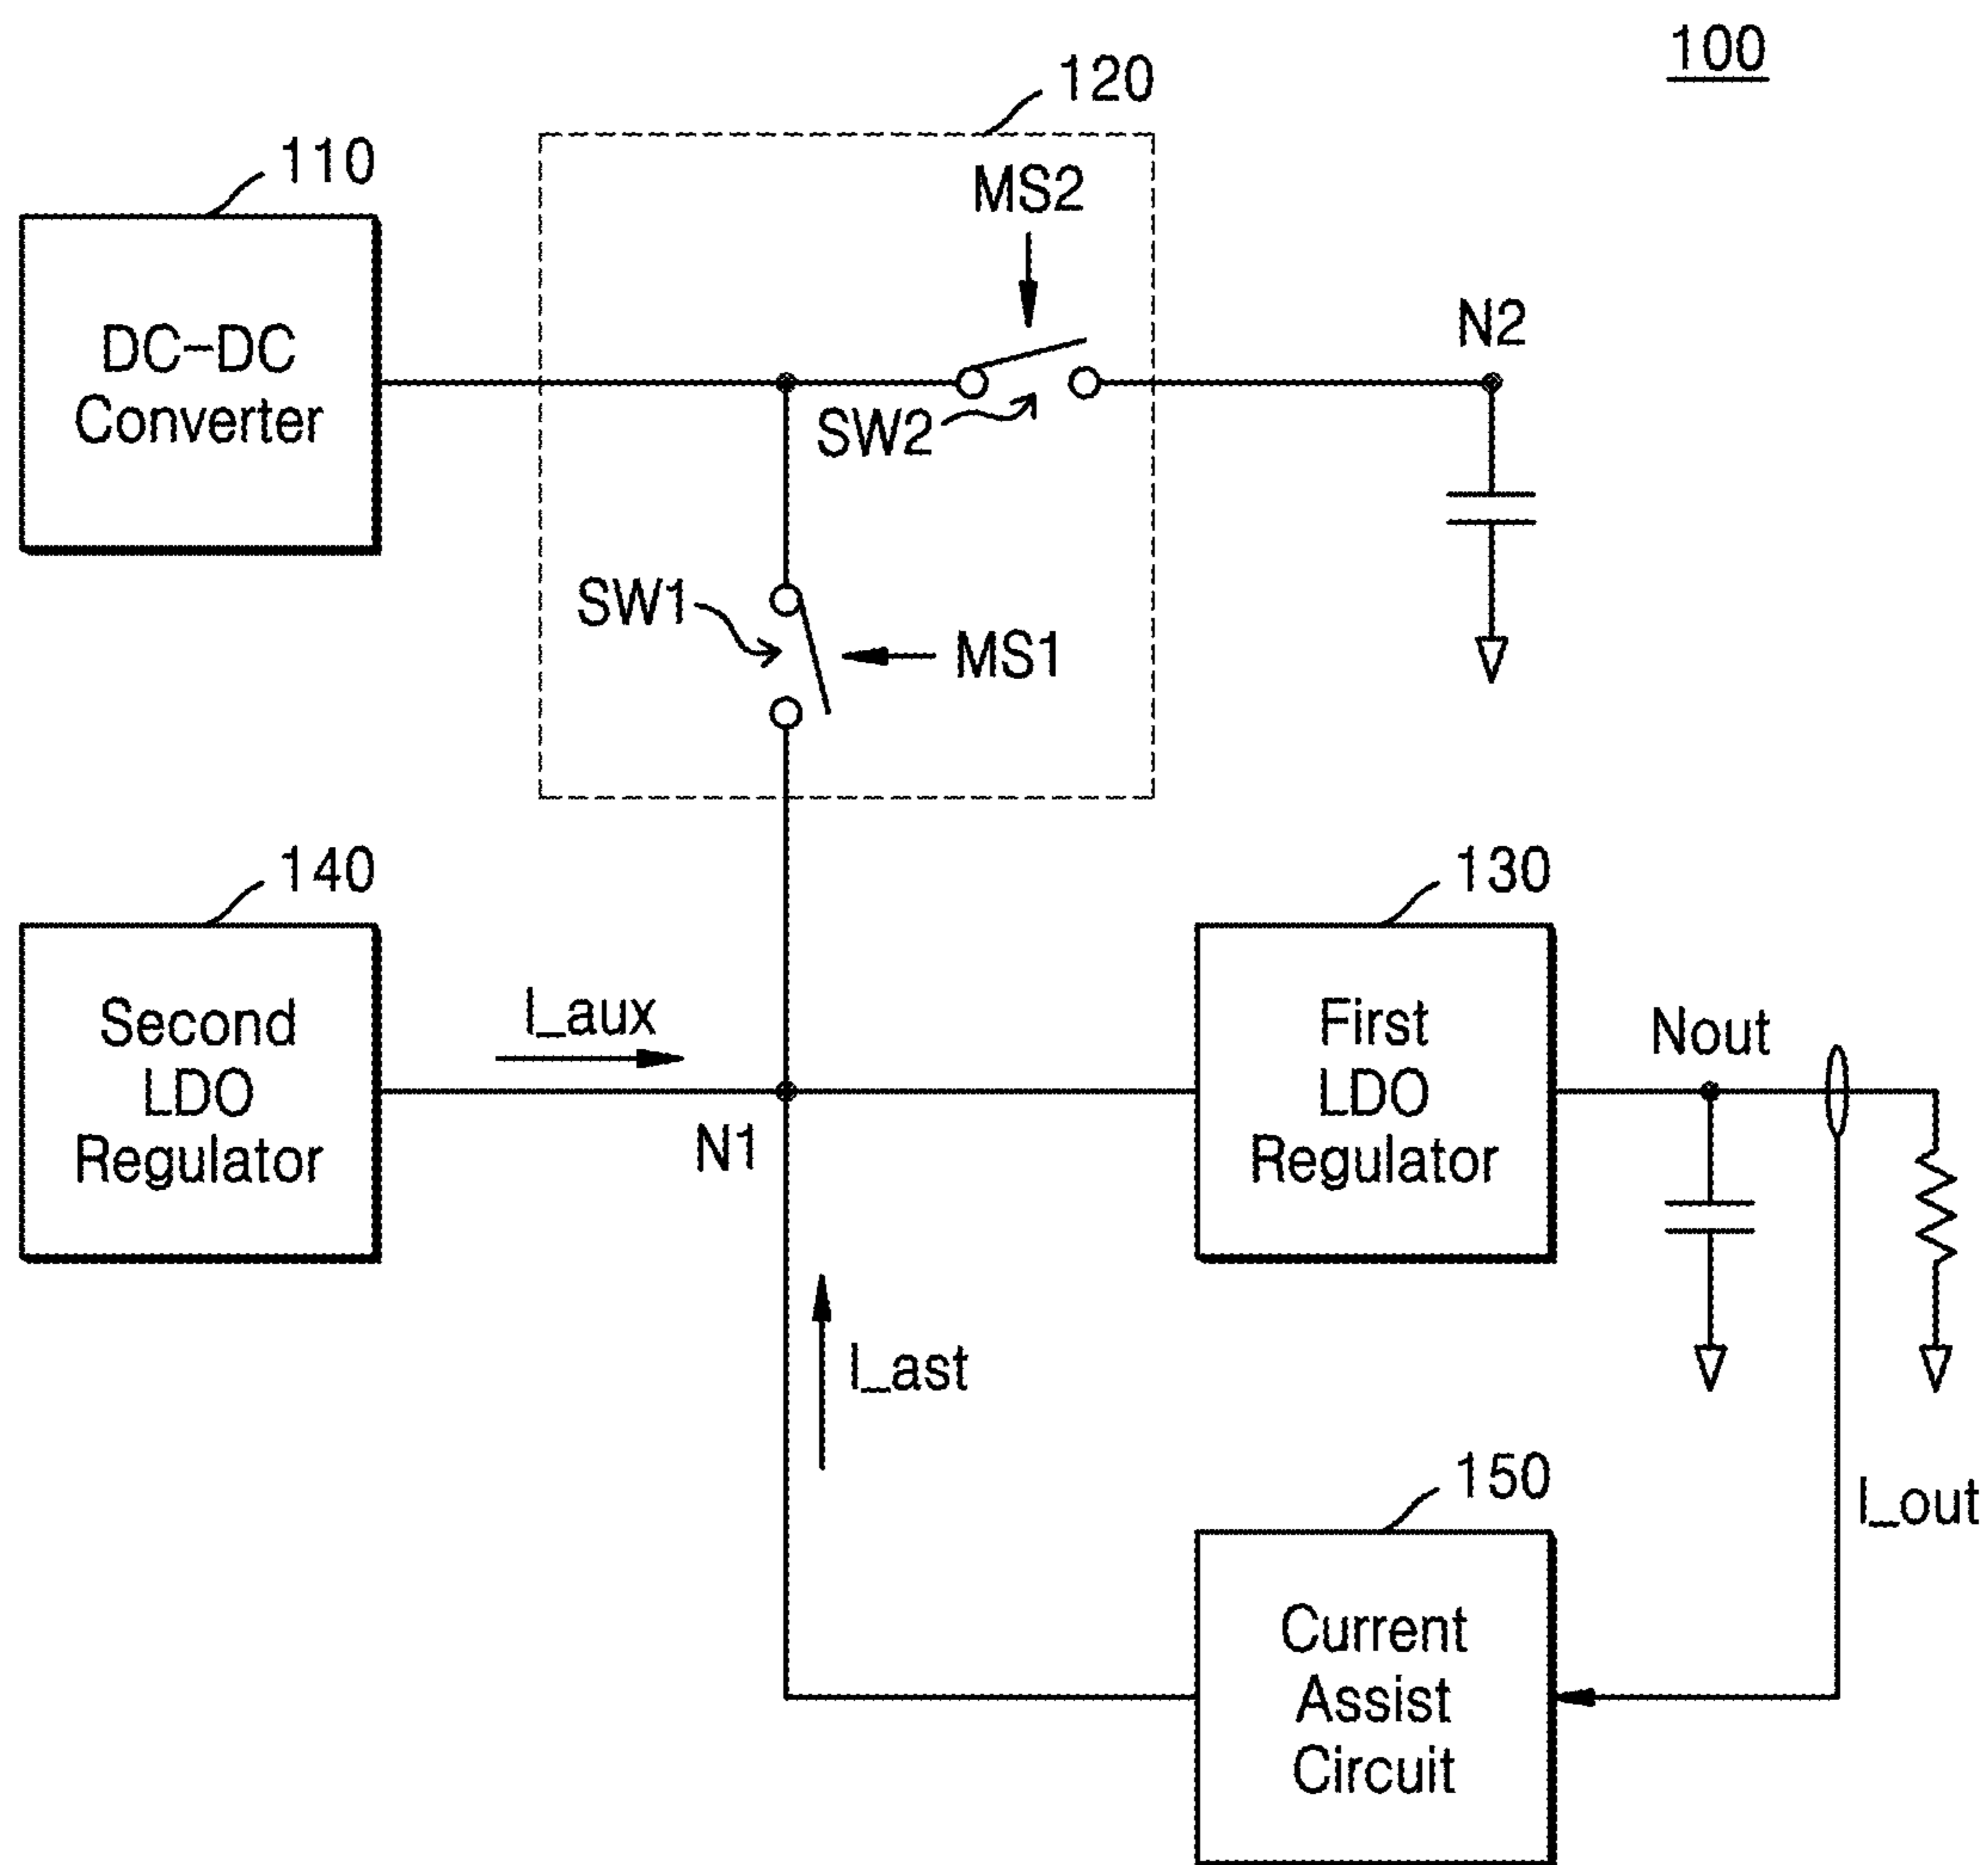 100
120
110
MS2
DC-DC
Converter
N2
SW2
SW1
MS1
140
130
Second
LDO
Regulator
I_aux
N1
First
LDO
Regulator
Nout
I_ast
150
I_out
Current
Assist
Circuit